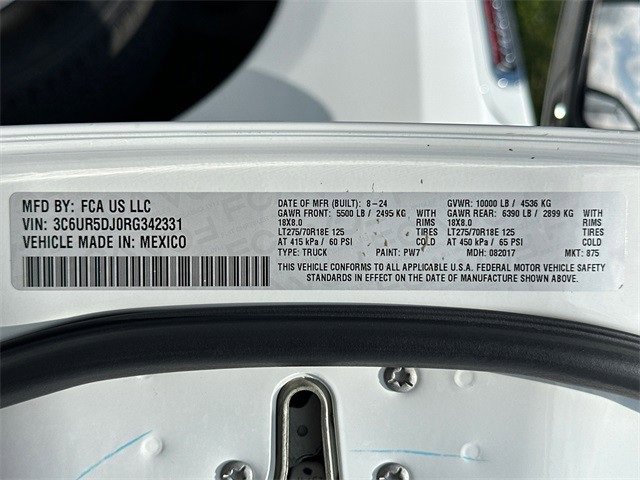 MFD BY: FCA US LLC
VIN: 3C6UR5DJ0RG342331
VEHICLE MADE IN: MEXICO
DATE OF MFR (BUILT): 8-24 GVWR: 10000 LB / 4536 KG
GAWR FRONT: 5500 LB / 2495 KG GAWR REAR: 6390 LB / 2899 KG
18X8.0 RIMS 18X8.0 RIMS
LT275/70R18E 125 TIRES LT275/70R18E 125 TIRES
AT 415 kPa / 60 PSI COLD AT 450 kPa / 65 PSI COLD
TYPE: TRUCK PAINT: PW7 MDH: 082017 MKT: 875
THIS VEHICLE CONFORMS TO ALL APPLICABLE U.S.A. FEDERAL MOTOR VEHICLE SAFETY
STANDARDS IN EFFECT ON THE DATE OF MANUFACTURE SHOWN ABOVE.